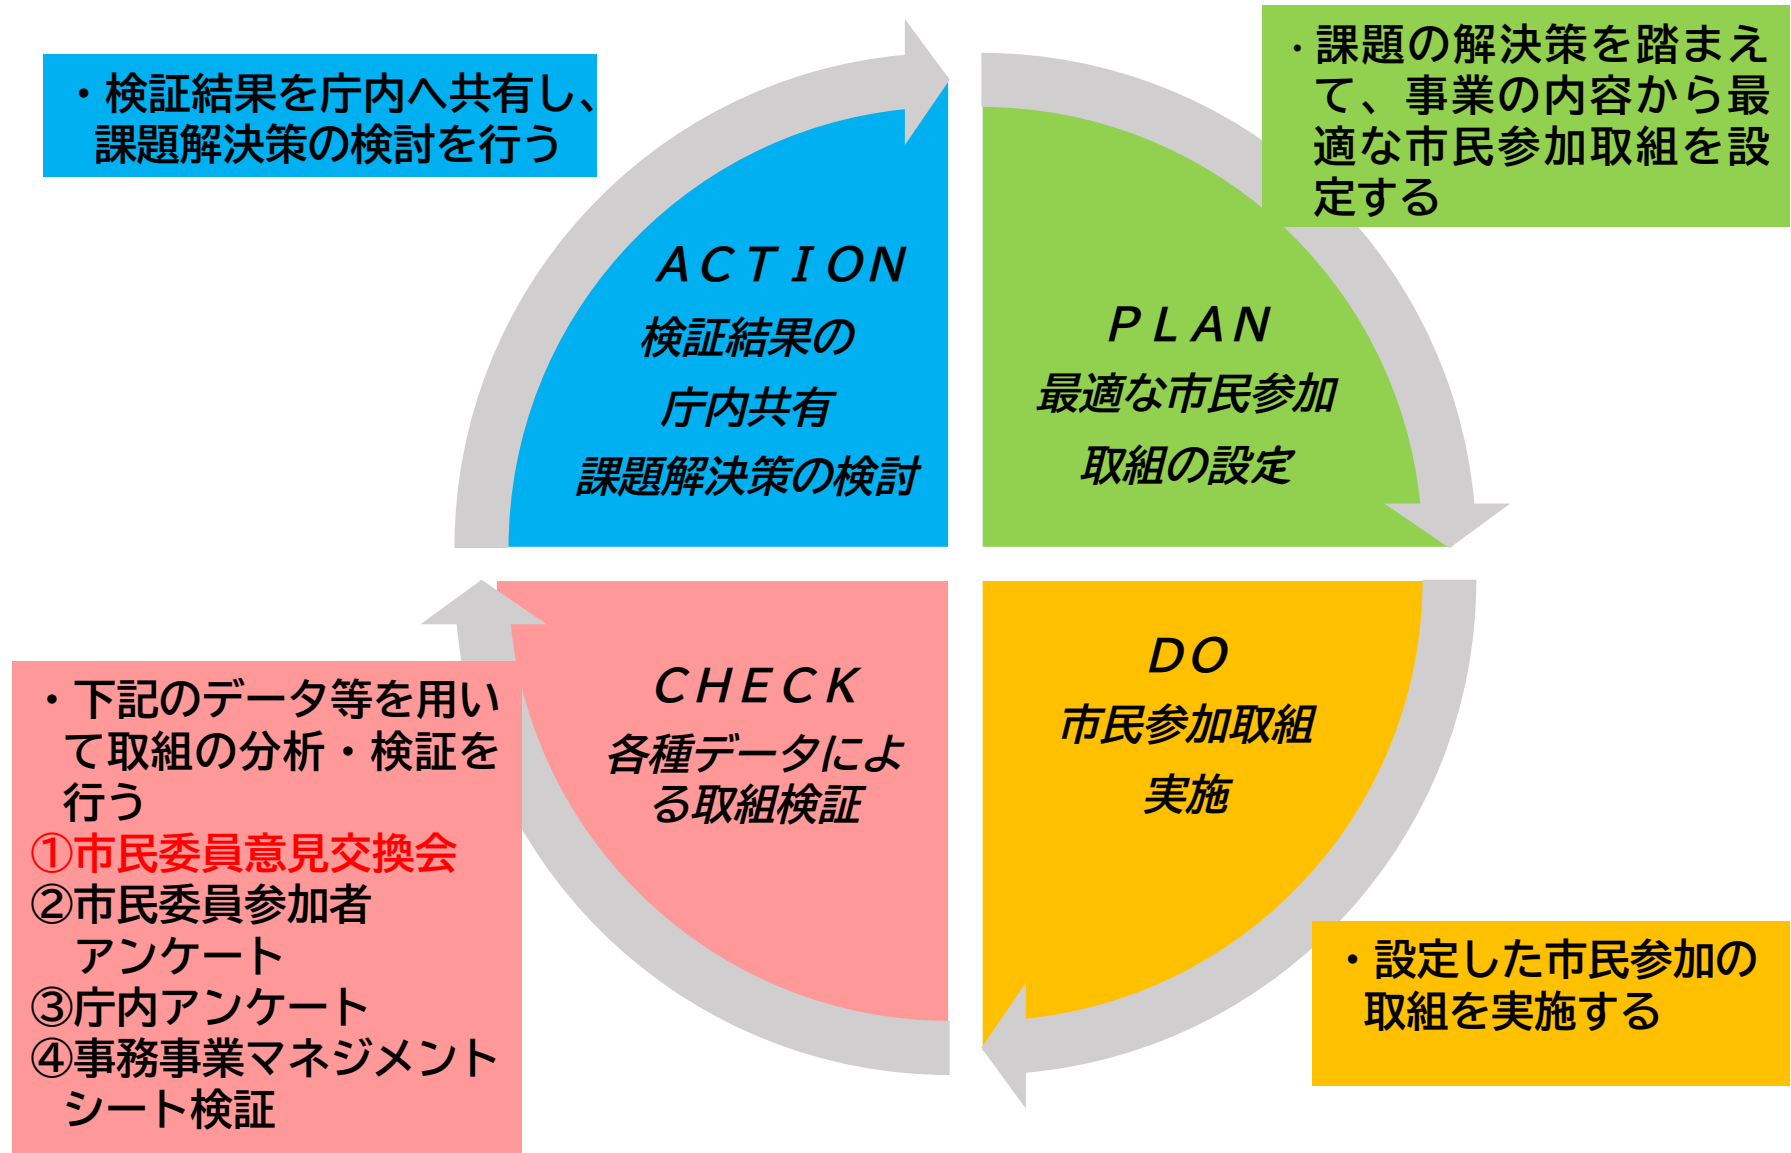 ・検証結果を庁内へ共有し、
課題解決策の検討を行う
・課題の解決策を踏まえ
て、事業の内容から最
適な市民参加取組を設
定する
ＡＣＴＩＯＮ
検証結果の
庁内共有
課題解決策の検討
ＰＬＡＮ
最適な市民参加
取組の設定
ＣＨＥＣＫ
各種データによ
る取組検証
ＤＯ
市民参加取組
実施
・下記のデータ等を用い
て取組の分析・検証を
行う
①市民委員意見交換会
②市民委員参加者
アンケート
③庁内アンケート
④事務事業マネジメント
シート検証
・設定した市民参加の
取組を実施する